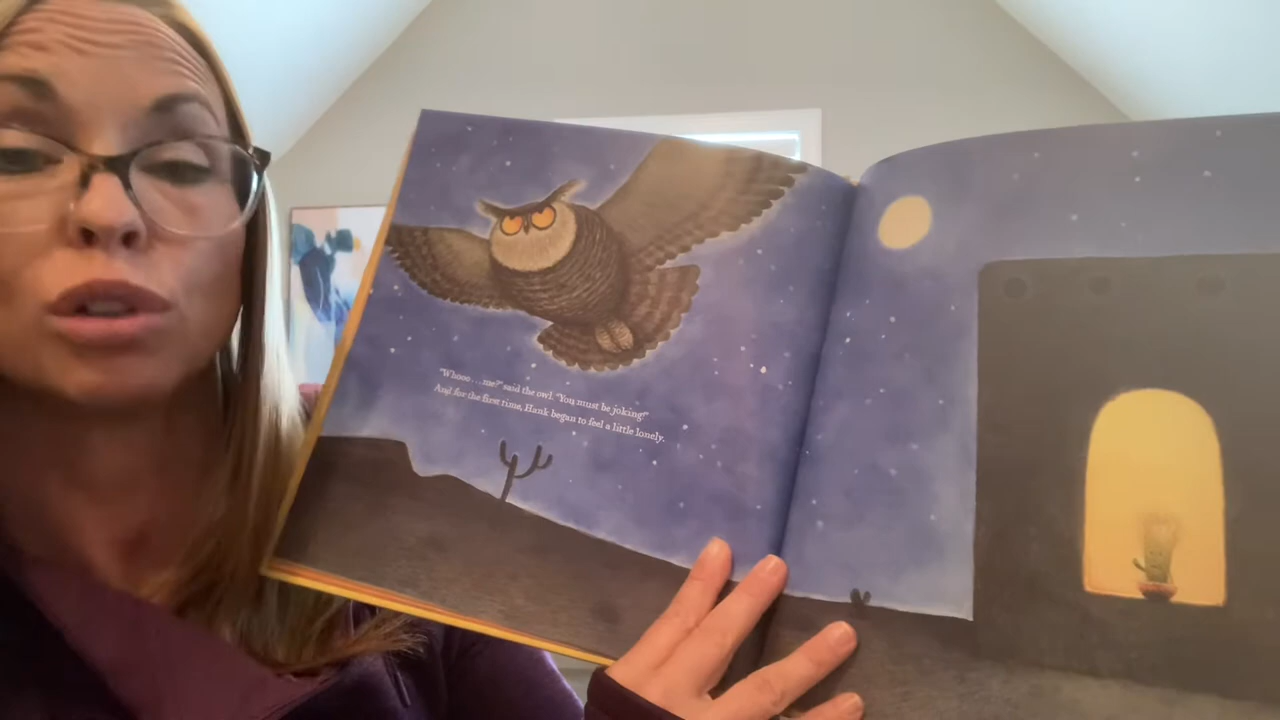 "Whooo . . . me?" said the owl. "You must be joking!"
And for the first time, Hank began to feel a little lonely.